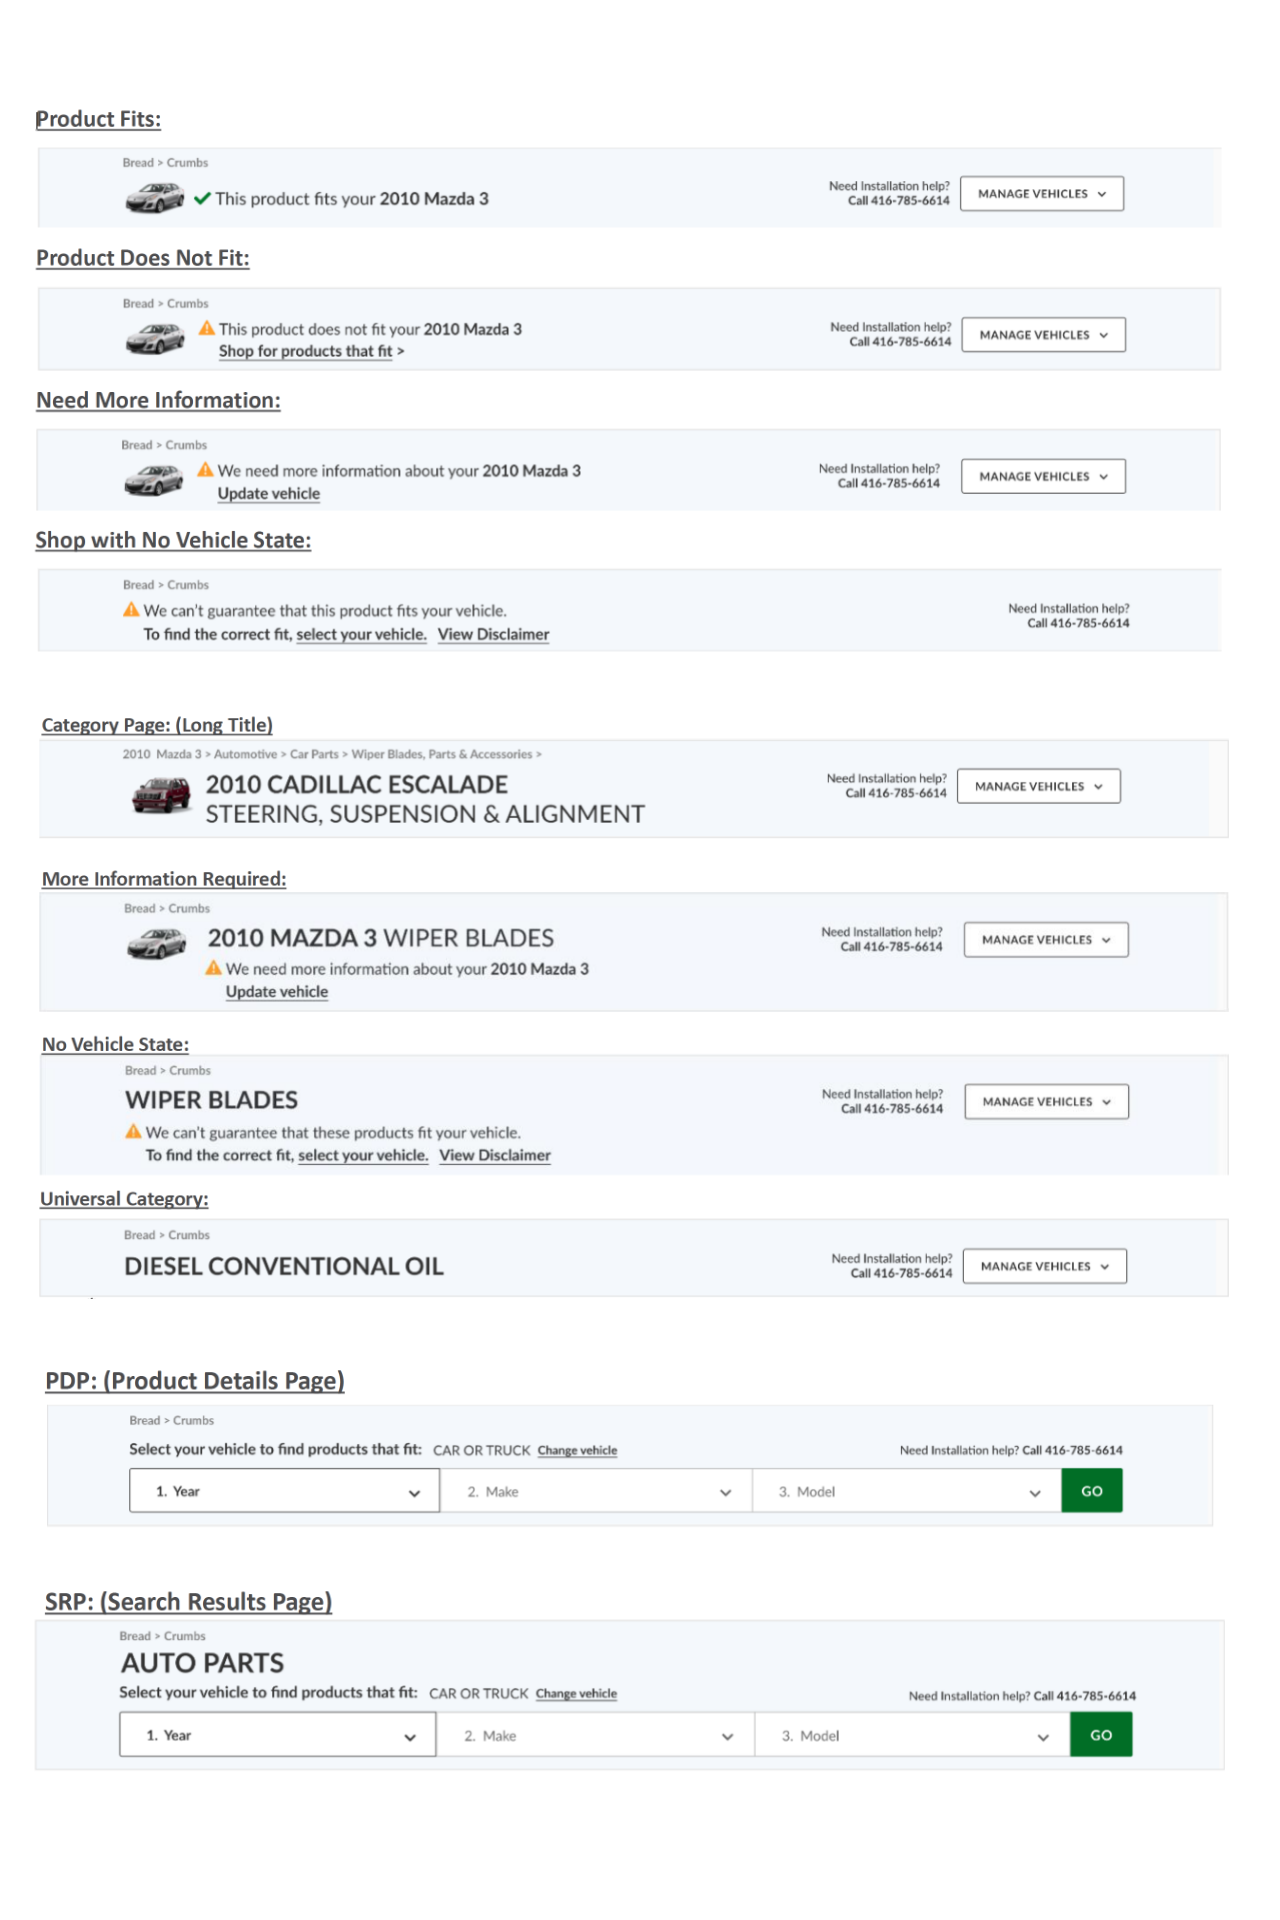 Product Fits:
Bread > Crumbs
This product fits your 2010 Mazda 3
Need Installation help?
Call 416-785-6614
MANAGE VEHICLES
Product Does Not Fit:
Bread > Crumbs
This product does not fit your 2010 Mazda 3
Shop for products that fit >
Need Installation help?
Call 416-785-6614
MANAGE VEHICLES
Need More Information:
Bread > Crumbs
We need more information about your 2010 Mazda 3
Update vehicle
Need Installation help?
Call 416-785-6614
MANAGE VEHICLES
Shop with No Vehicle State:
Bread > Crumbs
We can't guarantee that this product fits your vehicle.
To find the correct fit, select your vehicle. View Disclaimer
Need Installation help?
Call 416-785-6614
Category Page: (Long Title)
2010 Mazda 3 > Automotive > Car Parts > Wiper Blades, Parts & Accessories >
2010 CADILLAC ESCALADE
STEERING, SUSPENSION & ALIGNMENT
Need Installation help?
Call 416-785-6614
MANAGE VEHICLES
More Information Required:
Bread > Crumbs
2010 MAZDA 3 WIPER BLADES
We need more information about your 2010 Mazda 3
Update vehicle
Need Installation help?
Call 416-785-6614
MANAGE VEHICLES
No Vehicle State:
Bread > Crumbs
WIPER BLADES
We can't guarantee that these products fit your vehicle.
To find the correct fit, select your vehicle. View Disclaimer
Need Installation help?
Call 416-785-6614
MANAGE VEHICLES
Universal Category:
Bread > Crumbs
DIESEL CONVENTIONAL OIL
Need Installation help?
Call 416-785-6614
MANAGE VEHICLES
PDP: (Product Details Page)
Bread > Crumbs
Select your vehicle to find products that fit: CAR OR TRUCK Change vehicle
Need Installation help? Call 416-785-6614
1. Year
2. Make
3. Model
GO
SRP: (Search Results Page)
Bread > Crumbs
AUTO PARTS
Select your vehicle to find products that fit: CAR OR TRUCK Change vehicle
Need Installation help? Call 416-785-6614
1. Year
2. Make
3. Model
GO